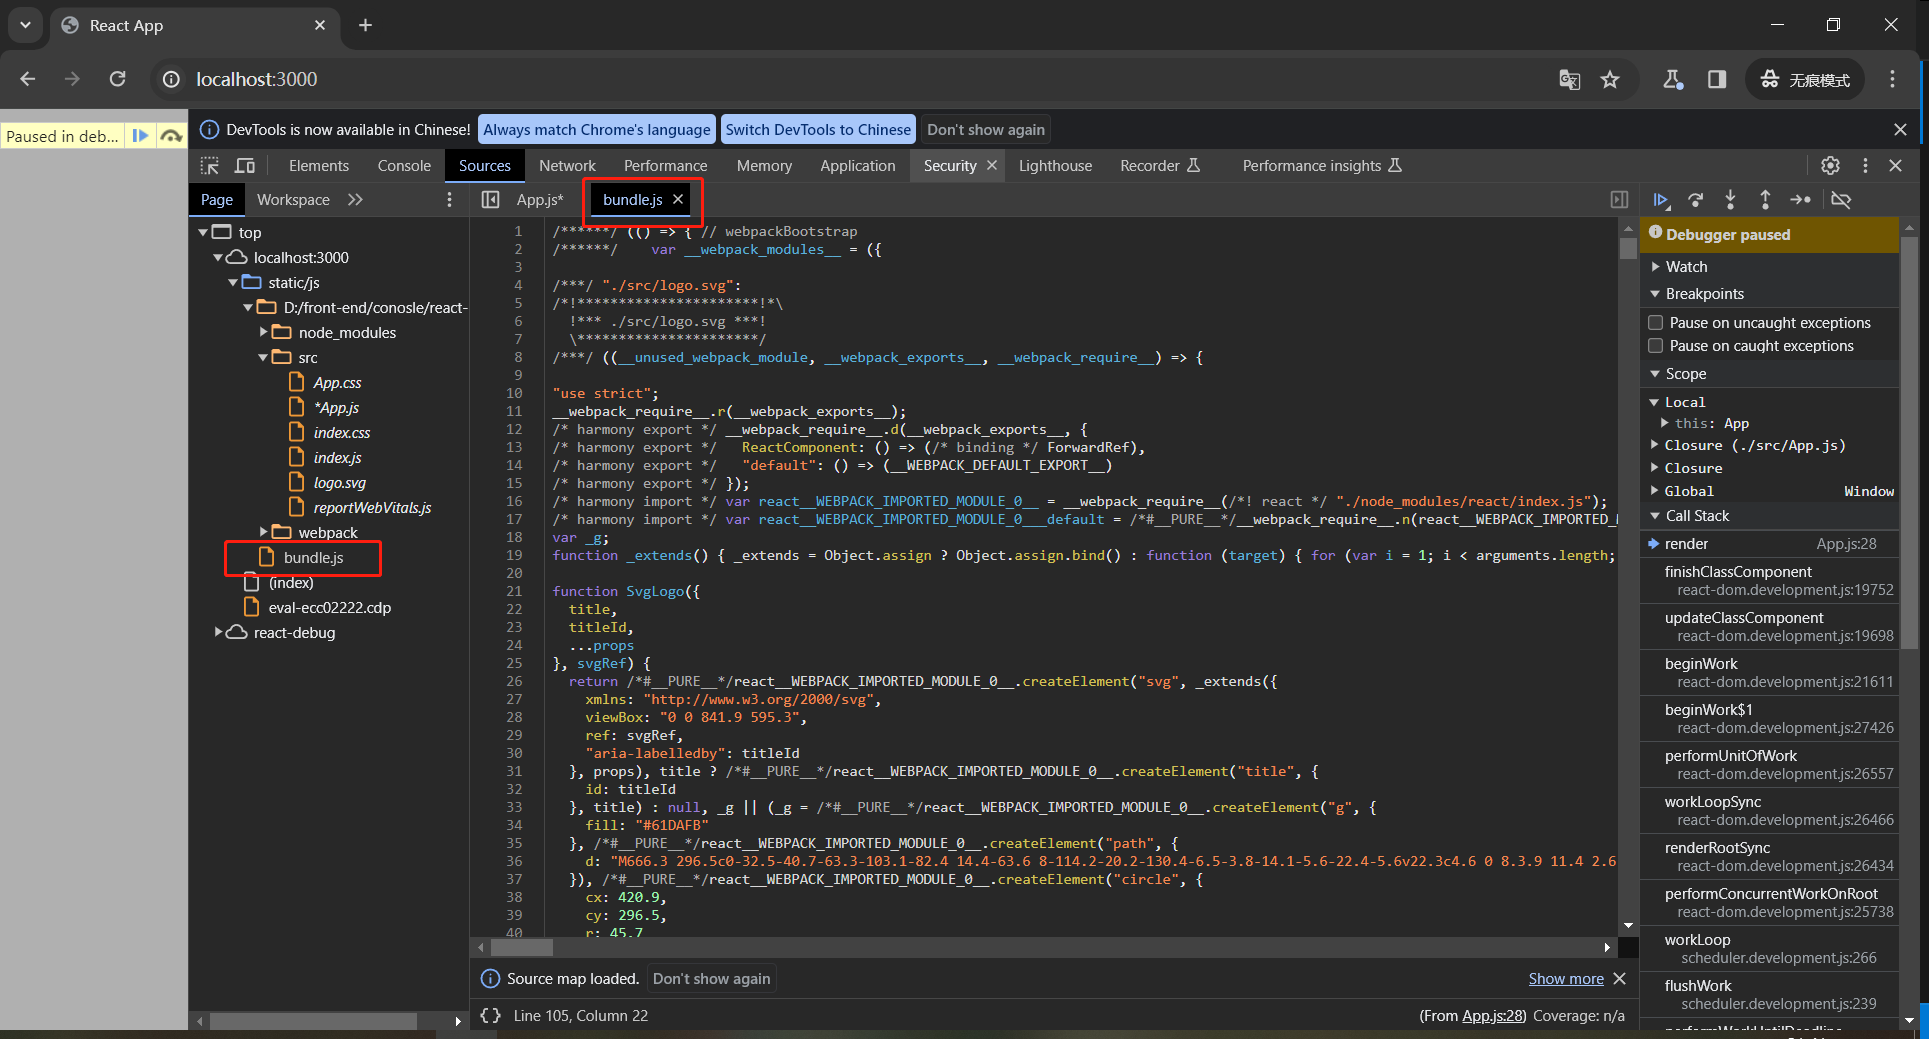 React App
localhost:3000
无痕模式
Paused in deb...
DevTools is now available in Chinese!
Always match Chrome's language
Switch DevTools to Chinese
Don't show again
Elements
Console
Sources
Network
Performance
Memory
Application
Security
Lighthouse
Recorder
Performance insights
Page
Workspace
App.js*
bundle.js
top
localhost:3000
static/js
D:/front-end/conosle/react-
node_modules
src
App.css
*App.js
index.css
index.js
logo.svg
reportWebVitals.js
webpack
bundle.js
(index)
eval-ecc02222.cdp
react-debug
1 /******/ (() => { // webpackBootstrap
2 /******/ var __webpack_modules__ = ({
3
4 /***/ "./src/logo.svg":
5 /*!**********************!*\
6 !*** ./src/logo.svg ***!
7 \**********************/
8 /***/ ((__unused_webpack_module, __webpack_exports__, __webpack_require__) => {
9
10 "use strict";
11 __webpack_require__.r(__webpack_exports__);
12 /* harmony export */ __webpack_require__.d(__webpack_exports__, {
13 /* harmony export */ ReactComponent: () => (/* binding */ ForwardRef),
14 /* harmony export */ "default": () => (__WEBPACK_DEFAULT_EXPORT__)
15 /* harmony export */ });
16 /* harmony import */ var react__WEBPACK_IMPORTED_MODULE_0__ = __webpack_require__(/*! react */ "./node_modules/react/index.js");
17 /* harmony import */ var react__WEBPACK_IMPORTED_MODULE_0___default = /*#__PURE__*/__webpack_require__.n(react__WEBPACK_IMPORTED_M
18 var _g;
19 function _extends() { _extends = Object.assign ? Object.assign.bind() : function (target) { for (var i = 1; i < arguments.length;
20
21 function SvgLogo({
22 title,
23 titleId,
24 ...props
25 }, svgRef) {
26 return /*#__PURE__*/react__WEBPACK_IMPORTED_MODULE_0__.createElement("svg", _extends({
27 xmlns: "http://www.w3.org/2000/svg",
28 viewBox: "0 0 841.9 595.3",
29 ref: svgRef,
30 "aria-labelledby": titleId
31 }, props), title ? /*#__PURE__*/react__WEBPACK_IMPORTED_MODULE_0__.createElement("title", {
32 id: titleId
33 }, title) : null, _g || (_g = /*#__PURE__*/react__WEBPACK_IMPORTED_MODULE_0__.createElement("g", {
34 fill: "#61DAFB"
35 }, /*#__PURE__*/react__WEBPACK_IMPORTED_MODULE_0__.createElement("path", {
36 d: "M666.3 296.5c0-32.5-40.7-63.3-103.1-82.4 14.4-63.6 8-114.2-20.2-130.4-6.5-3.8-14.1-5.6-22.4-5.6v22.3c4.6 0 8.3.9 11.4 2.6
37 }), /*#__PURE__*/react__WEBPACK_IMPORTED_MODULE_0__.createElement("circle", {
38 cx: 420.9,
39 cy: 296.5,
40 r: 45.7
Source map loaded.
Don't show again
Show more
Line 105, Column 22
(From App.js:28)
Coverage: n/a
Debugger paused
Watch
Breakpoints
Pause on uncaught exceptions
Pause on caught exceptions
Scope
Local
this: App
Closure (./src/App.js)
Closure
Global Window
Call Stack
render App.js:28
finishClassComponent
react-dom.development.js:19752
updateClassComponent
react-dom.development.js:19698
beginWork
react-dom.development.js:21611
beginWork$1
react-dom.development.js:27426
performUnitOfWork
react-dom.development.js:26557
workLoopSync
react-dom.development.js:26466
renderRootSync
react-dom.development.js:26434
performConcurrentWorkOnRoot
react-dom.development.js:25738
workLoop
scheduler.development.js:266
flushWork
scheduler.development.js:239